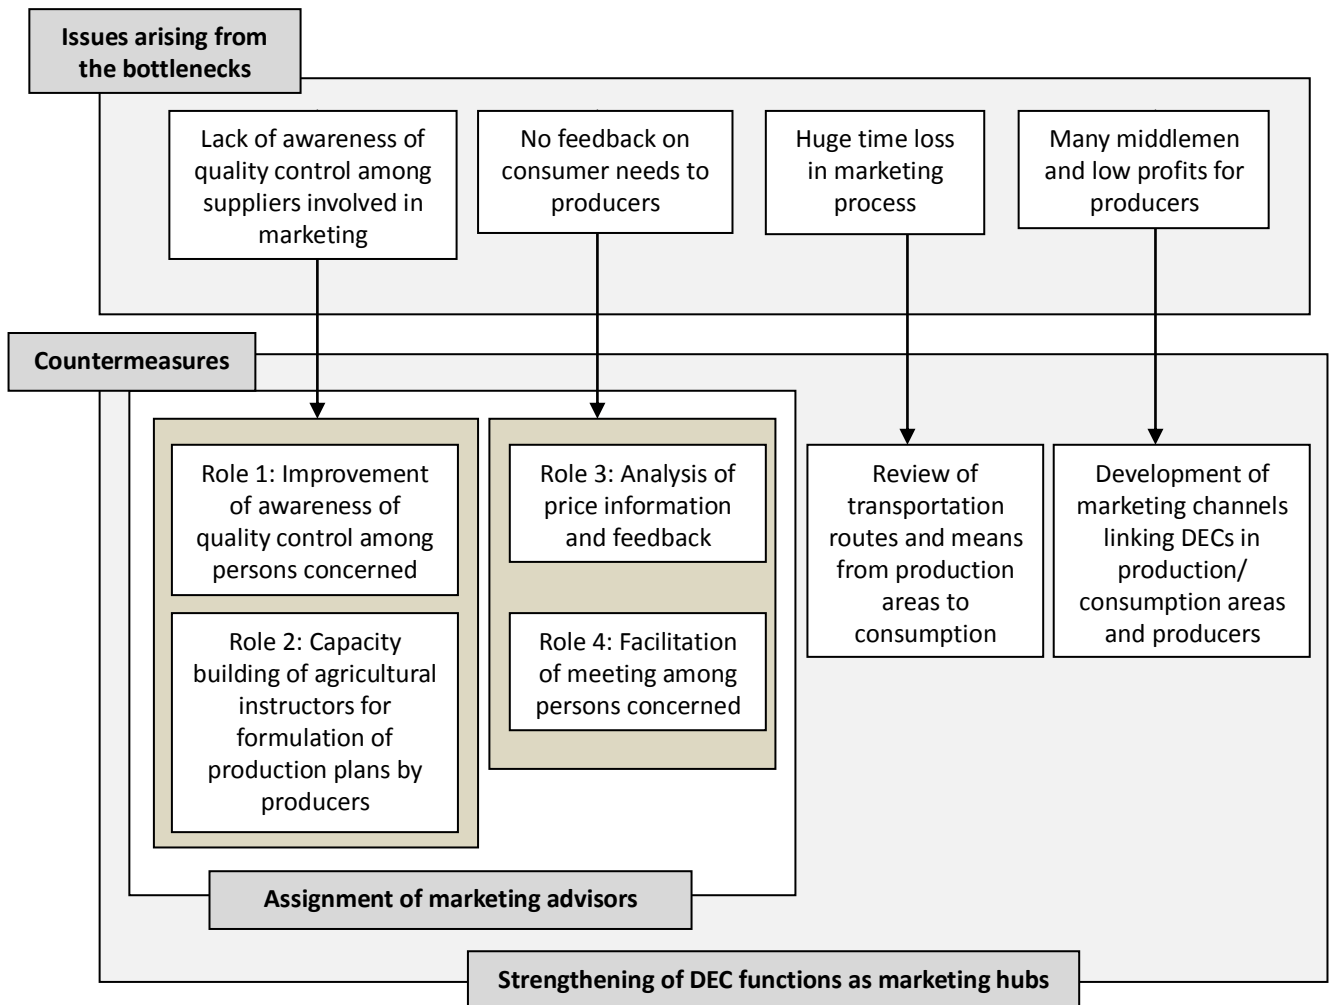 Issues arising from
the bottlenecks
Lack of awareness of
quality control among
suppliers involved in
marketing
No feedback on
consumer needs to
producers
Huge time loss
in marketing
process
Many middlemen
and low profits for
producers
Countermeasures
Role 1: Improvement
of awareness of
quality control among
persons concerned
Role 2: Capacity
building of agricultural
instructors for
formulation of
production plans by
producers
Role 3: Analysis of
price information
and feedback
Role 4: Facilitation
of meeting among
persons concerned
Review of
transportation
routes and means
from production
areas to
consumption
Development of
marketing channels
linking DECs in
production/
consumption areas
and producers
Assignment of marketing advisors
Strengthening of DEC functions as marketing hubs